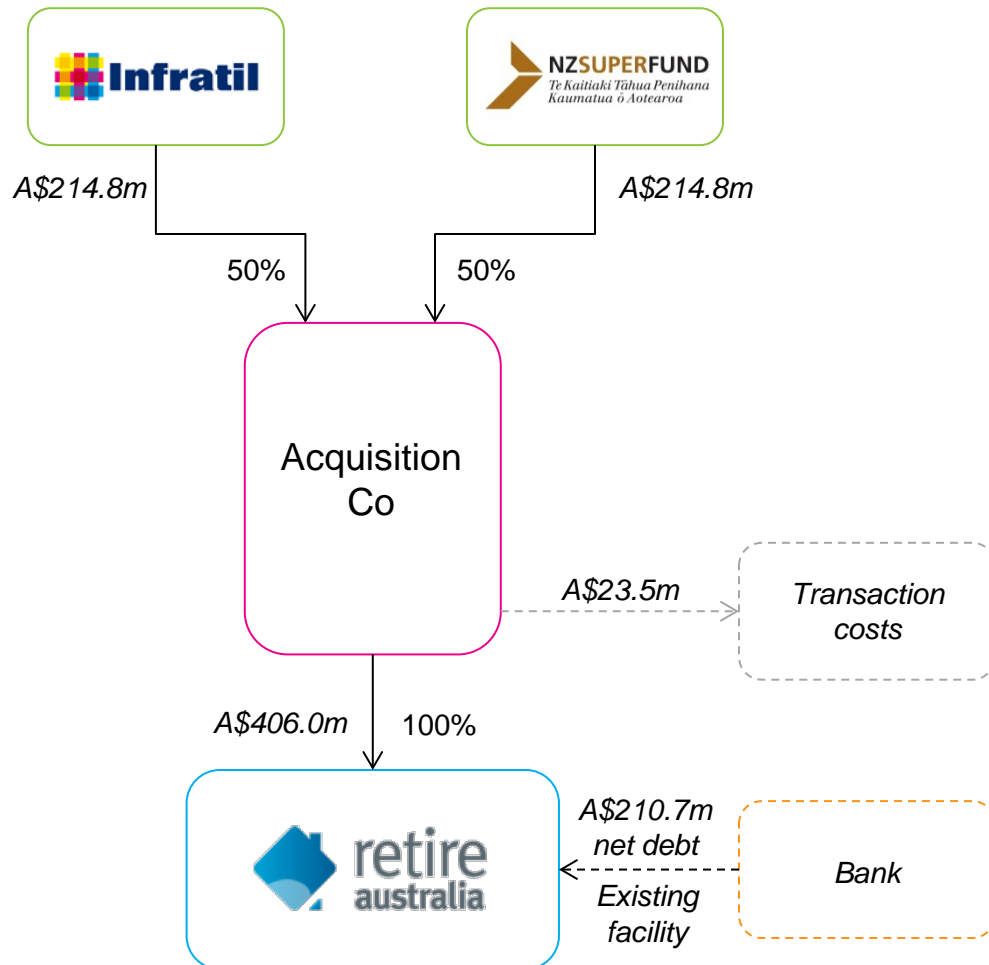 Infratil
NZSUPERFUND
Te Kaitiaki Tāhua Penihana
Kaumatua ō Aotearoa
A$214.8m
A$214.8m
50%
50%
Acquisition
Co
A$23.5m
Transaction
costs
A$406.0m
100%
retire
australia
A$210.7m
net debt
Existing
facility
Bank